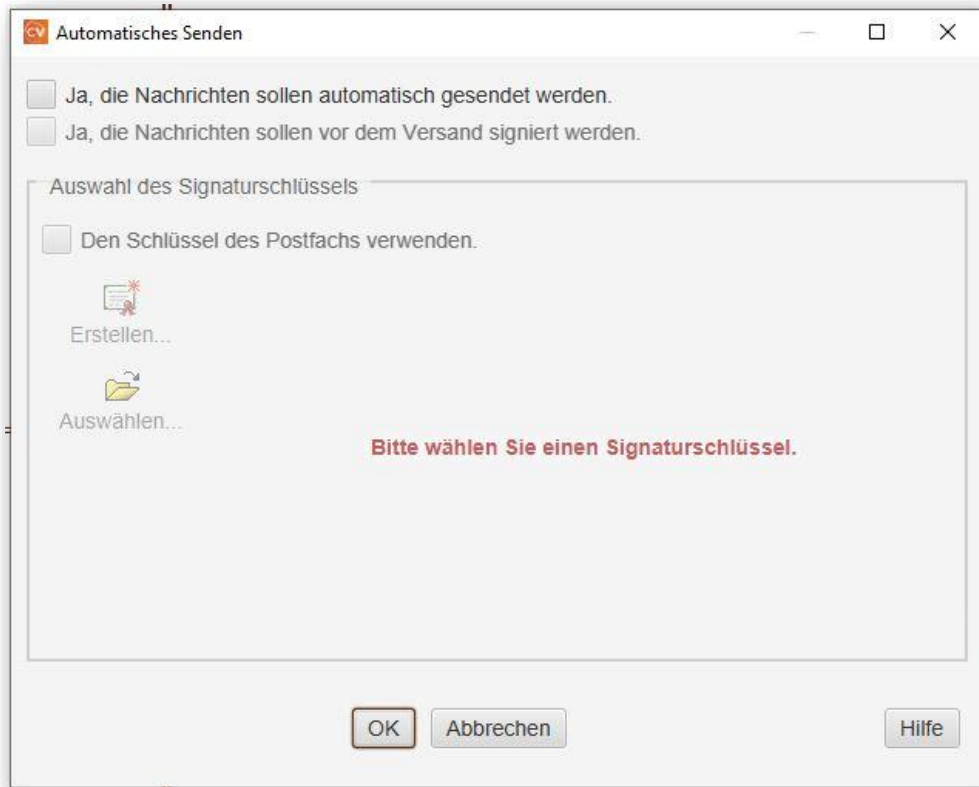 CV Automatisches Senden
Ja, die Nachrichten sollen automatisch gesendet werden.
Ja, die Nachrichten sollen vor dem Versand signiert werden.
Auswahl des Signaturschlüssels
Den Schlüssel des Postfachs verwenden.
Erstellen...
Auswählen...
Bitte wählen Sie einen Signaturschlüssel.
OK Abbrechen Hilfe